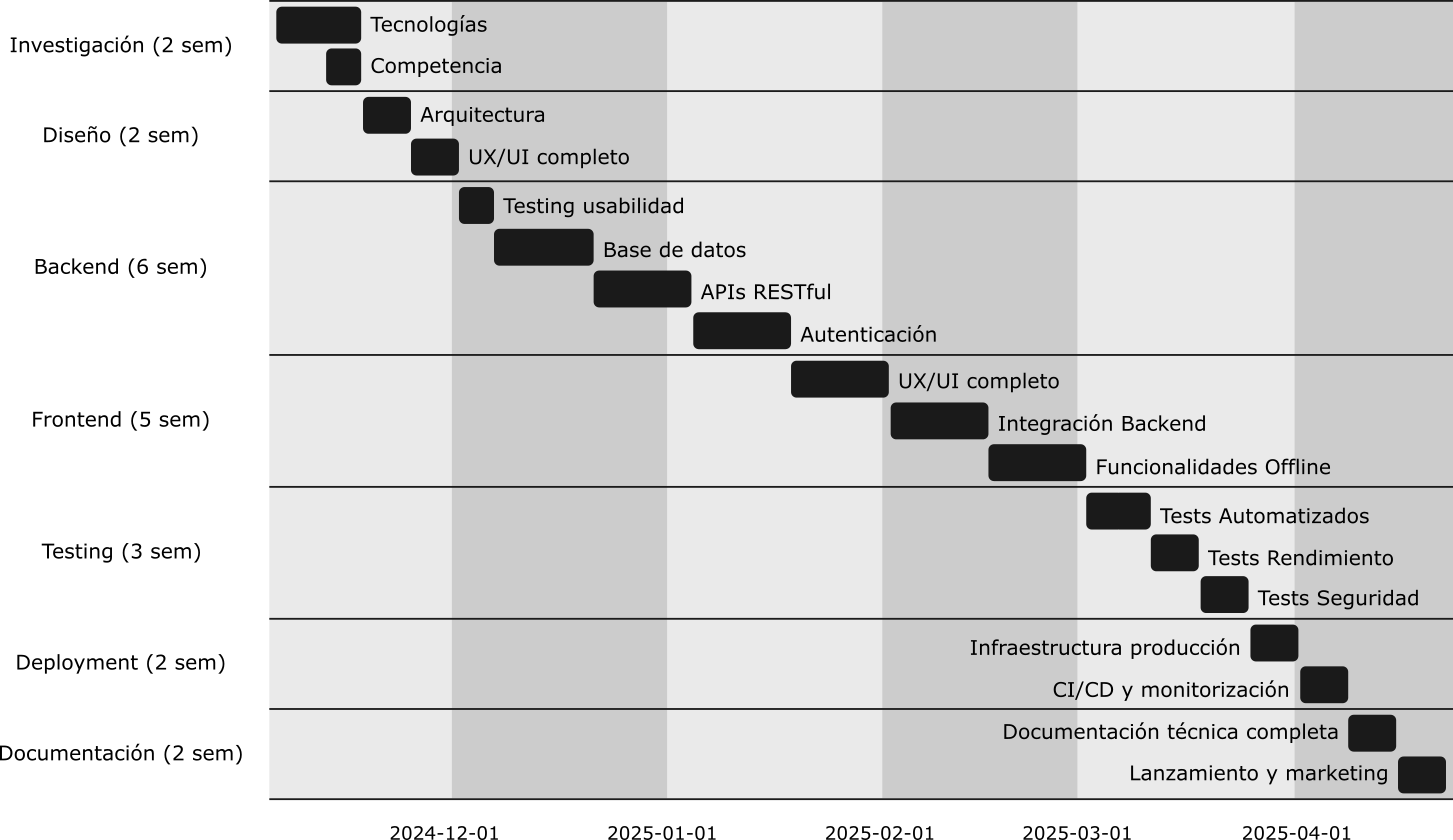 Investigación (2 sem)
Tecnologías
Competencia
Diseño (2 sem)
Arquitectura
UX/UI completo
Backend (6 sem)
Testing usabilidad
Base de datos
APIs RESTful
Autenticación
Frontend (5 sem)
UX/UI completo
Integración Backend
Funcionalidades Offline
Testing (3 sem)
Tests Automatizados
Tests Rendimiento
Tests Seguridad
Deployment (2 sem)
Infraestructura producción
CI/CD y monitorización
Documentación (2 sem)
Documentación técnica completa
Lanzamiento y marketing
2024-12-01 2025-01-01 2025-02-01 2025-03-01 2025-04-01